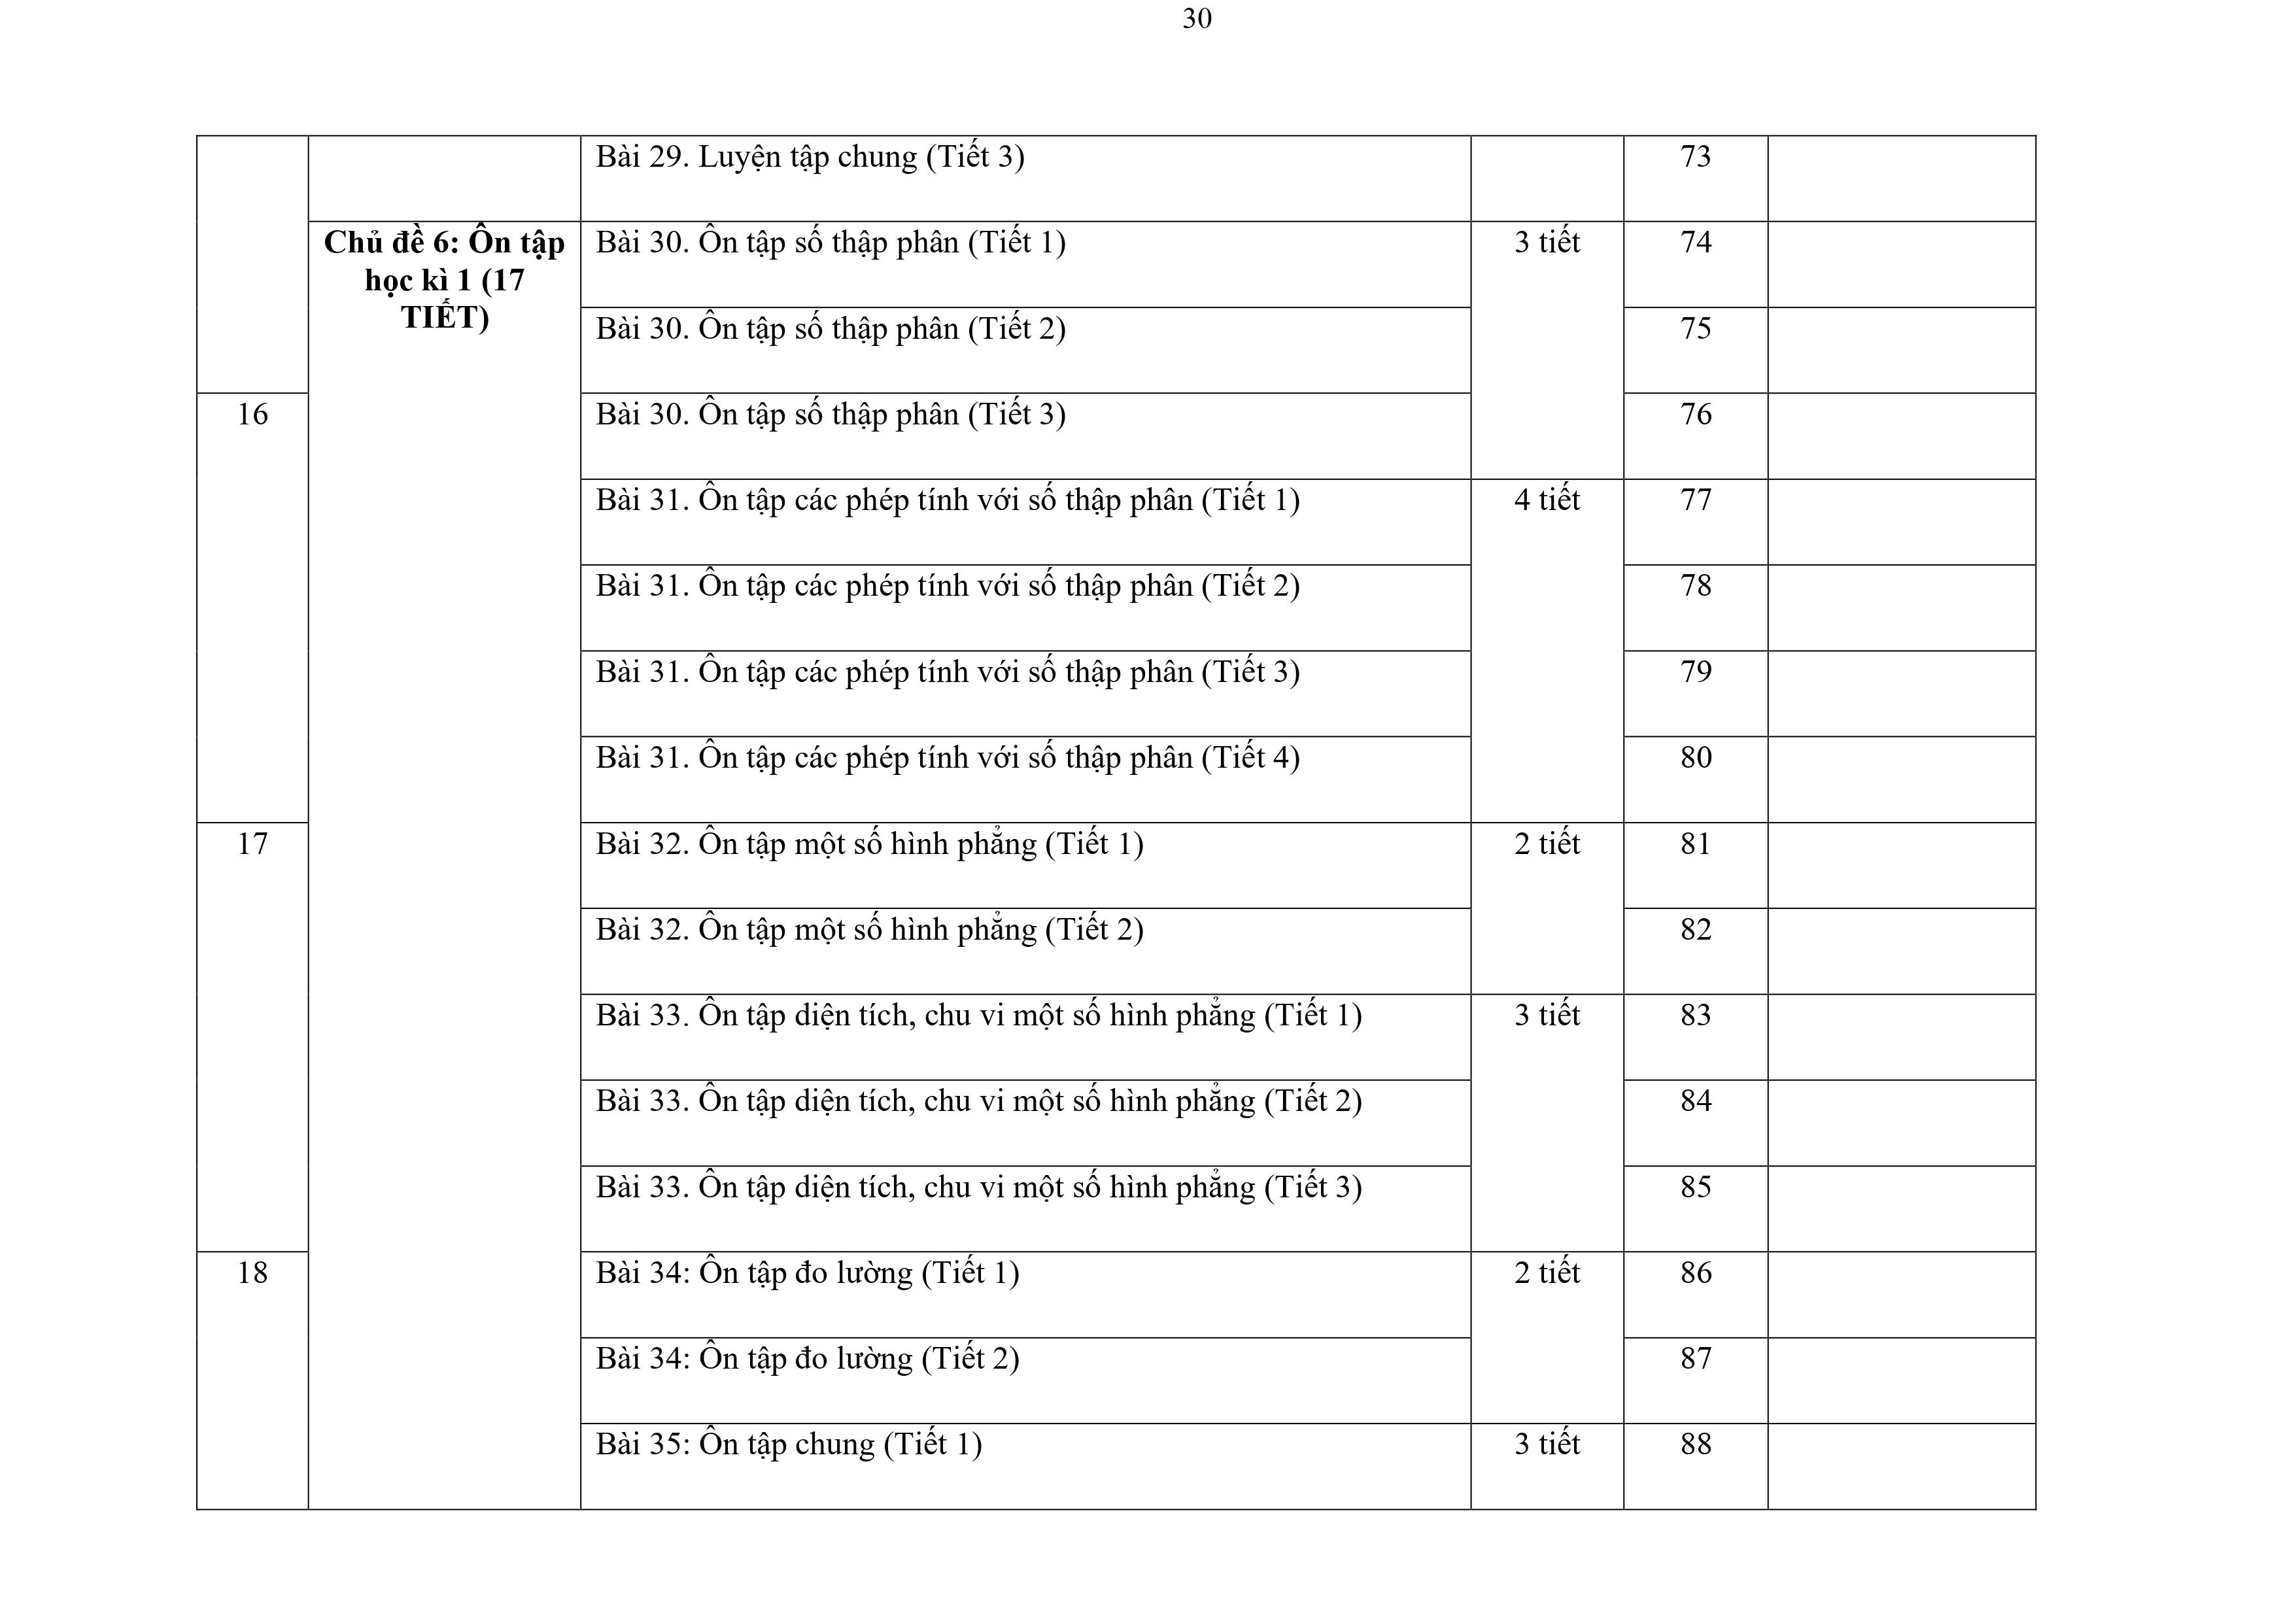 30
Bài 29. Luyện tập chung (Tiết 3) 73
Chủ đề 6: Ôn tập
học kì 1 (17
TIẾT)
Bài 30. Ôn tập số thập phân (Tiết 1) 3 tiết 74
Bài 30. Ôn tập số thập phân (Tiết 2) 75
16 Bài 30. Ôn tập số thập phân (Tiết 3) 76
Bài 31. Ôn tập các phép tính với số thập phân (Tiết 1) 4 tiết 77
Bài 31. Ôn tập các phép tính với số thập phân (Tiết 2) 78
Bài 31. Ôn tập các phép tính với số thập phân (Tiết 3) 79
Bài 31. Ôn tập các phép tính với số thập phân (Tiết 4) 80
17 Bài 32. Ôn tập một số hình phẳng (Tiết 1) 2 tiết 81
Bài 32. Ôn tập một số hình phẳng (Tiết 2) 82
Bài 33. Ôn tập diện tích, chu vi một số hình phẳng (Tiết 1) 3 tiết 83
Bài 33. Ôn tập diện tích, chu vi một số hình phẳng (Tiết 2) 84
Bài 33. Ôn tập diện tích, chu vi một số hình phẳng (Tiết 3) 85
18 Bài 34: Ôn tập đo lường (Tiết 1) 2 tiết 86
Bài 34: Ôn tập đo lường (Tiết 2) 87
Bài 35: Ôn tập chung (Tiết 1) 3 tiết 88